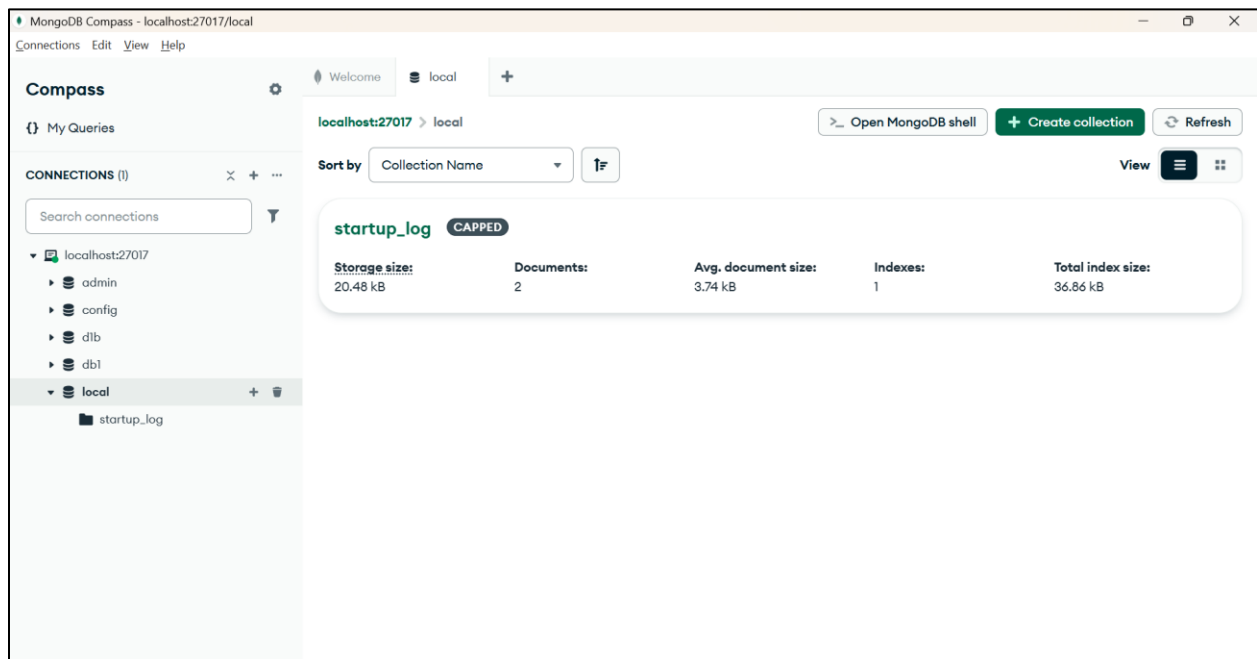 MongoDB Compass - localhost:27017/local
Connections Edit View Help
Compass
{} My Queries
CONNECTIONS (1)
Search connections
localhost:27017
admin
config
d1b
db1
local
startup_log
Welcome
local
localhost:27017 > local
>_ Open MongoDB shell
+ Create collection
Refresh
Sort by Collection Name
View
startup_log CAPPED
Storage size: Documents: Avg. document size: Indexes: Total index size:
20.48 kB 2 3.74 kB 1 36.86 kB